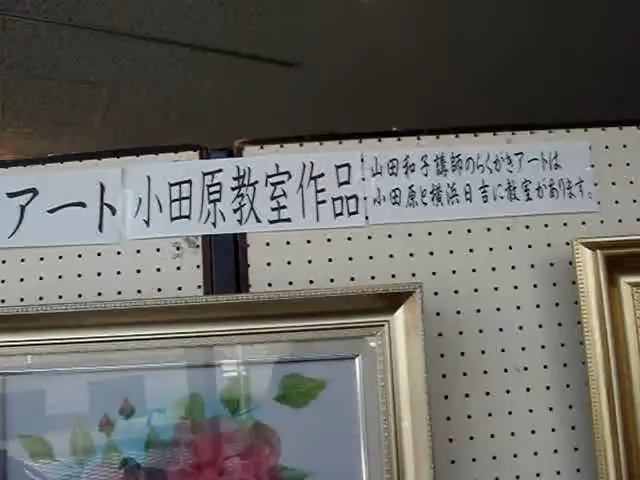 アート 小田原教室作品
山田和子講師のらくがきアートは
小田原と横浜日吉に教室があります。